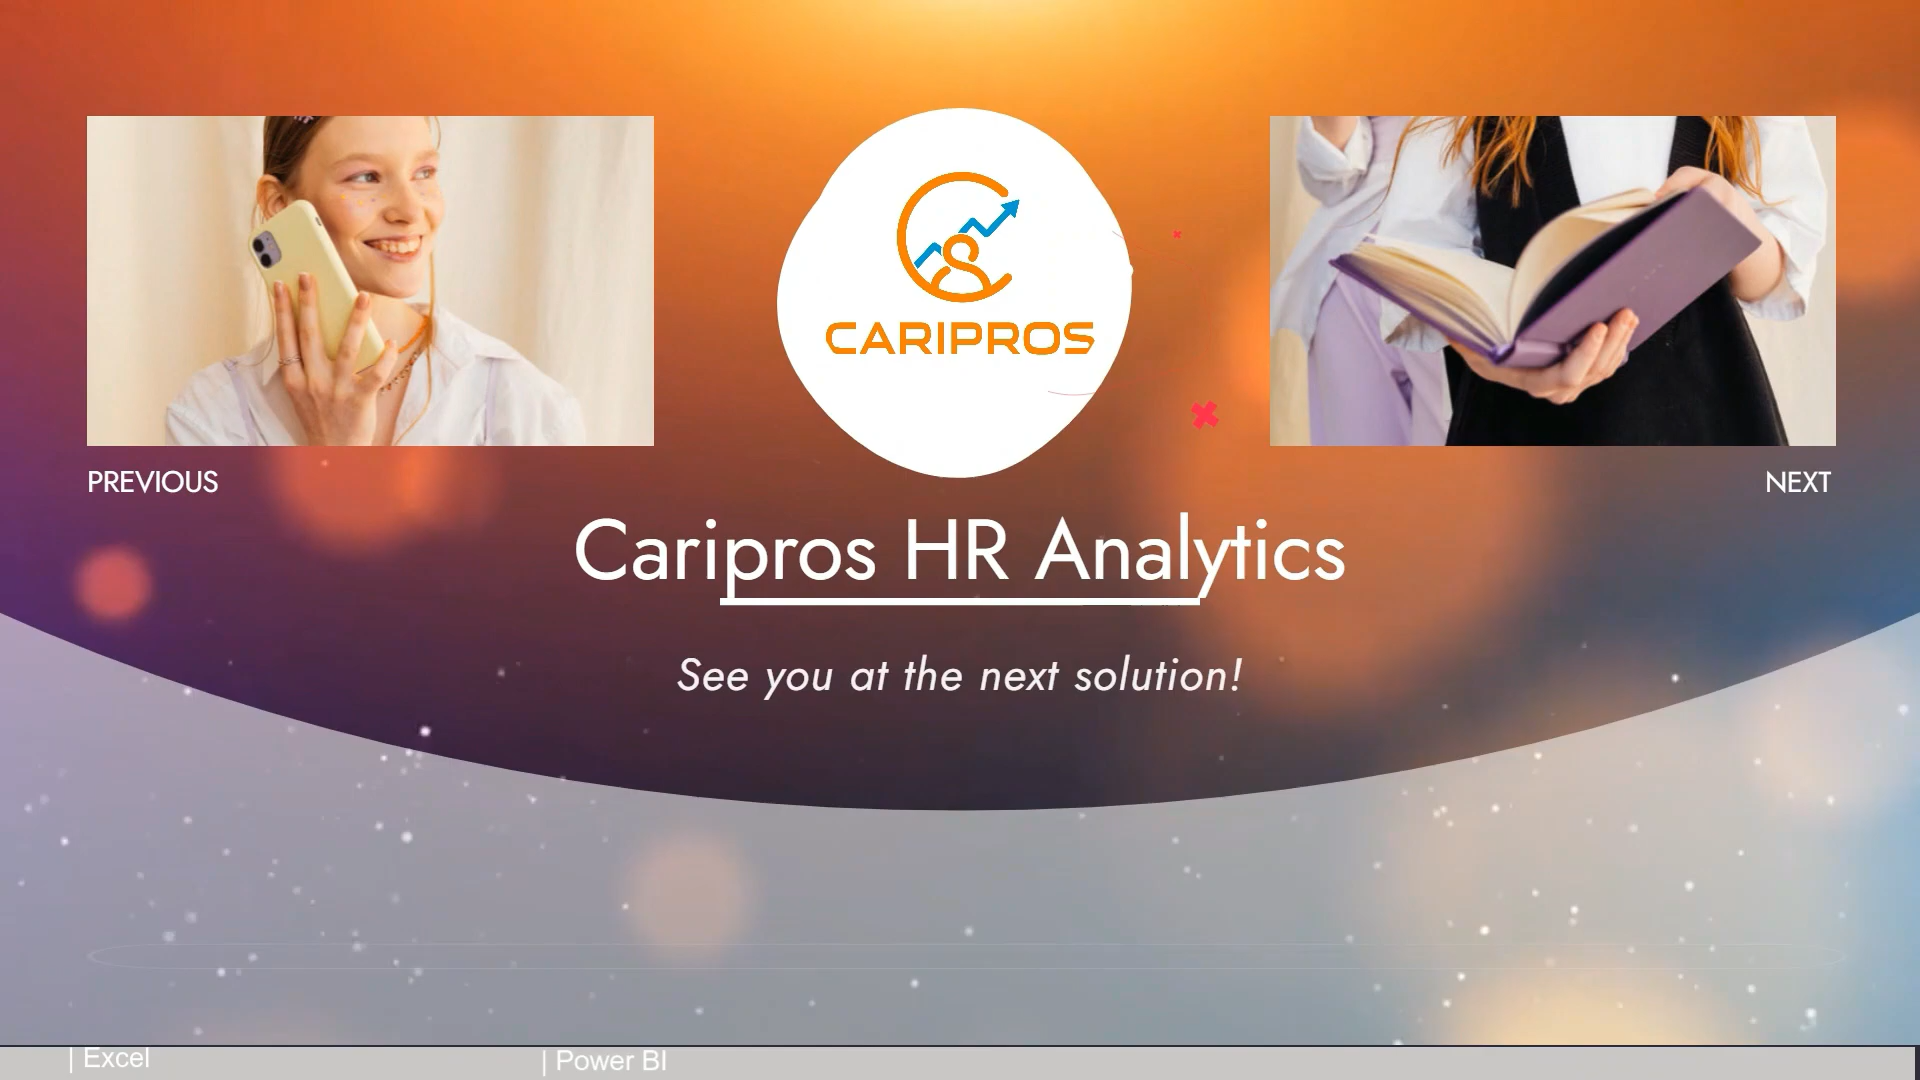 CARIPROS
PREVIOUS
NEXT
Caripros HR Analytics
See you at the next solution!
| Excel
| Power BI